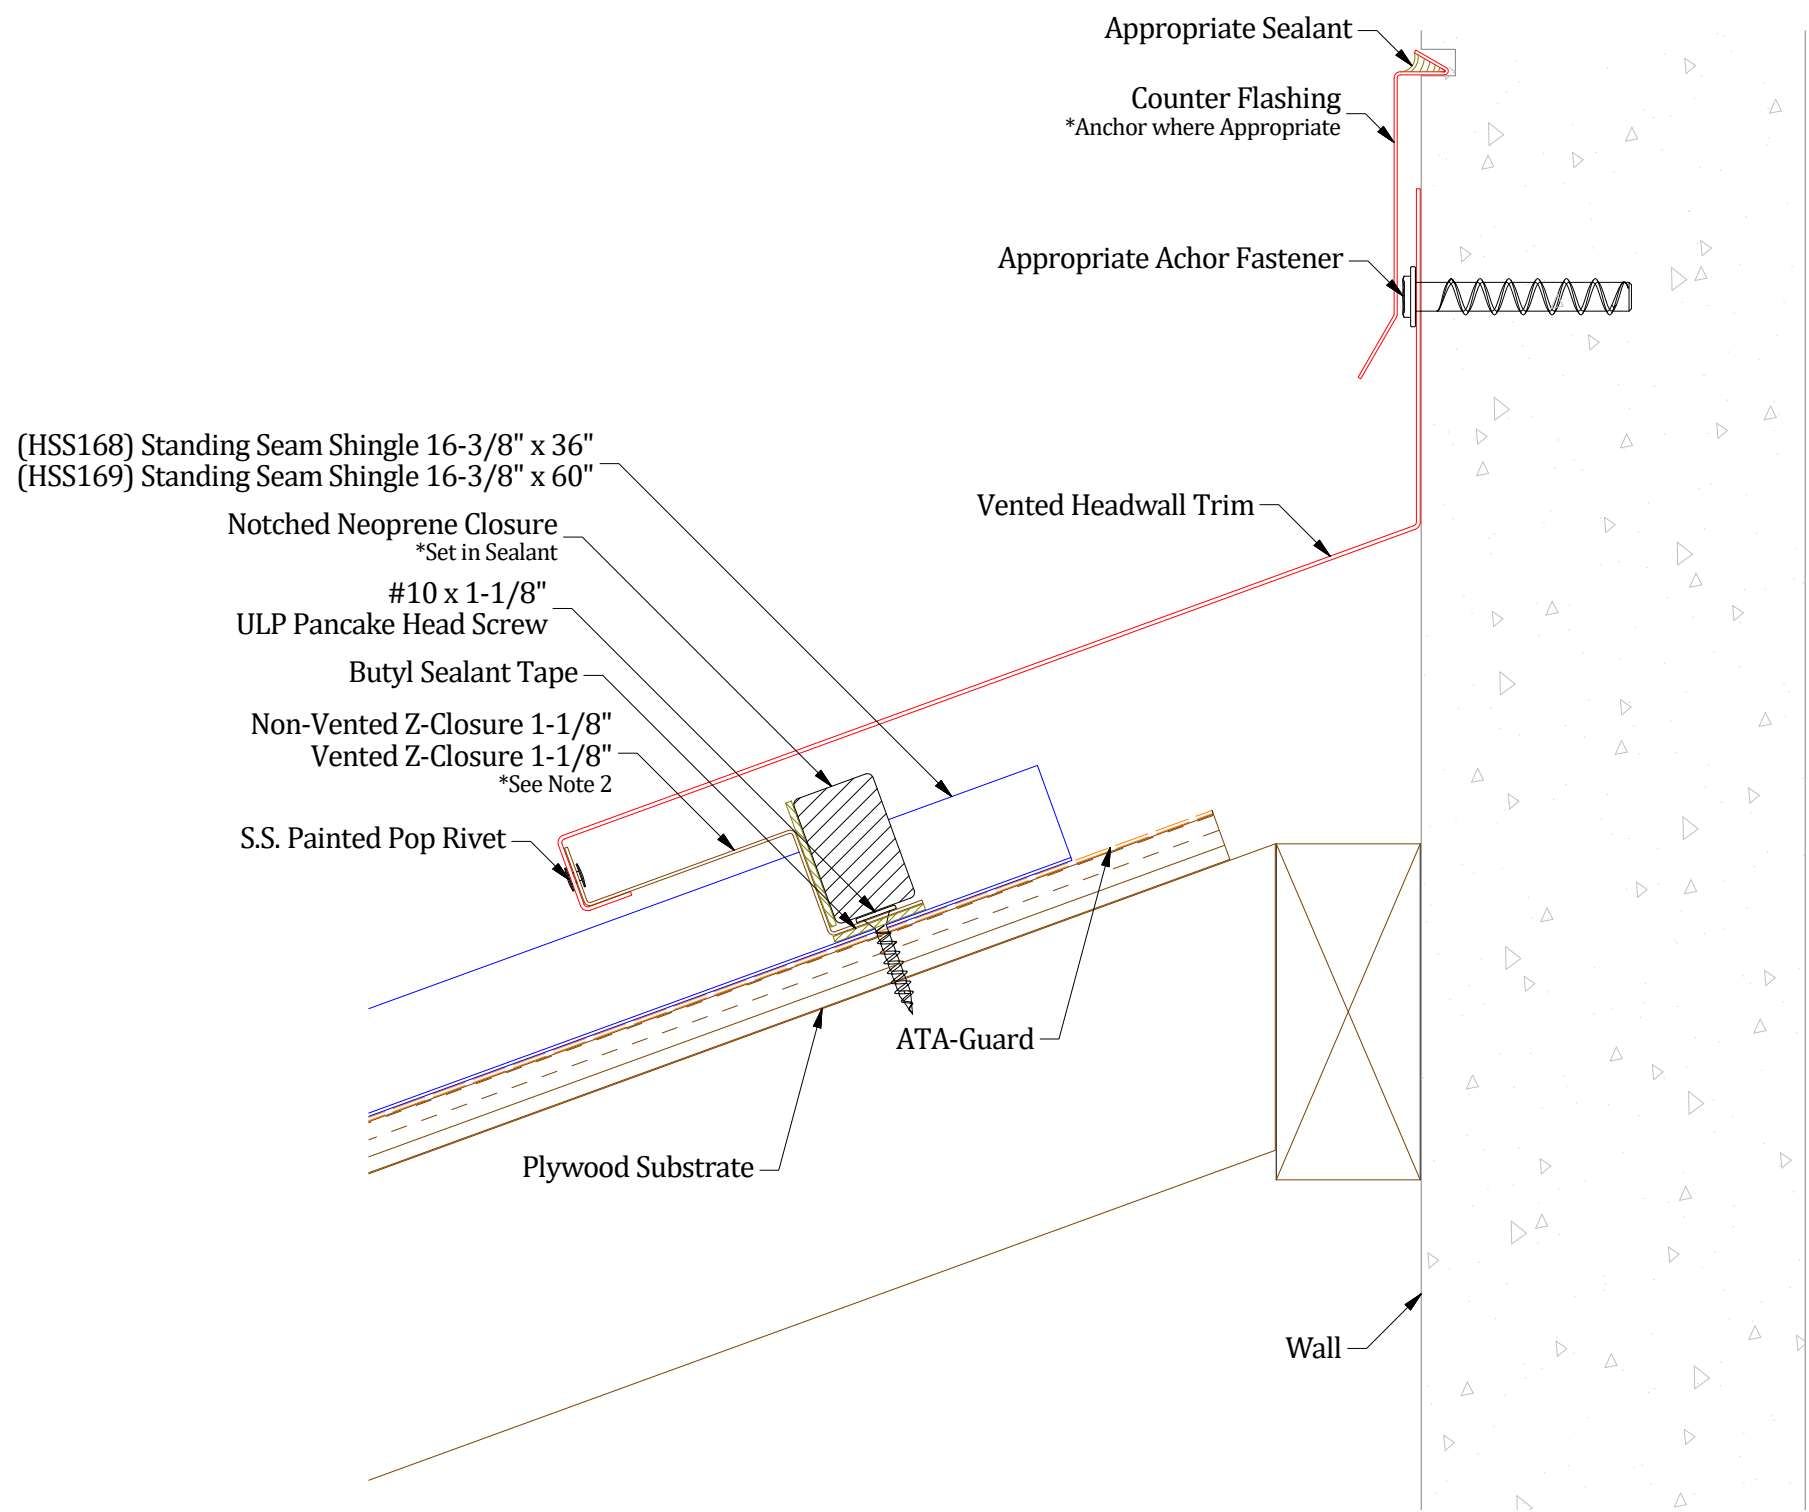 Appropriate Sealant
Counter Flashing
*Anchor where Appropriate
Appropriate Achor Fastener
(HSS168) Standing Seam Shingle 16-3/8" x 36"
(HSS169) Standing Seam Shingle 16-3/8" x 60"
Vented Headwall Trim
Notched Neoprene Closure
*Set in Sealant
#10 x 1-1/8"
ULP Pancake Head Screw
Butyl Sealant Tape
Non-Vented Z-Closure 1-1/8"
Vented Z-Closure 1-1/8"
*See Note 2
S.S. Painted Pop Rivet
ATA-Guard
Plywood Substrate
Wall